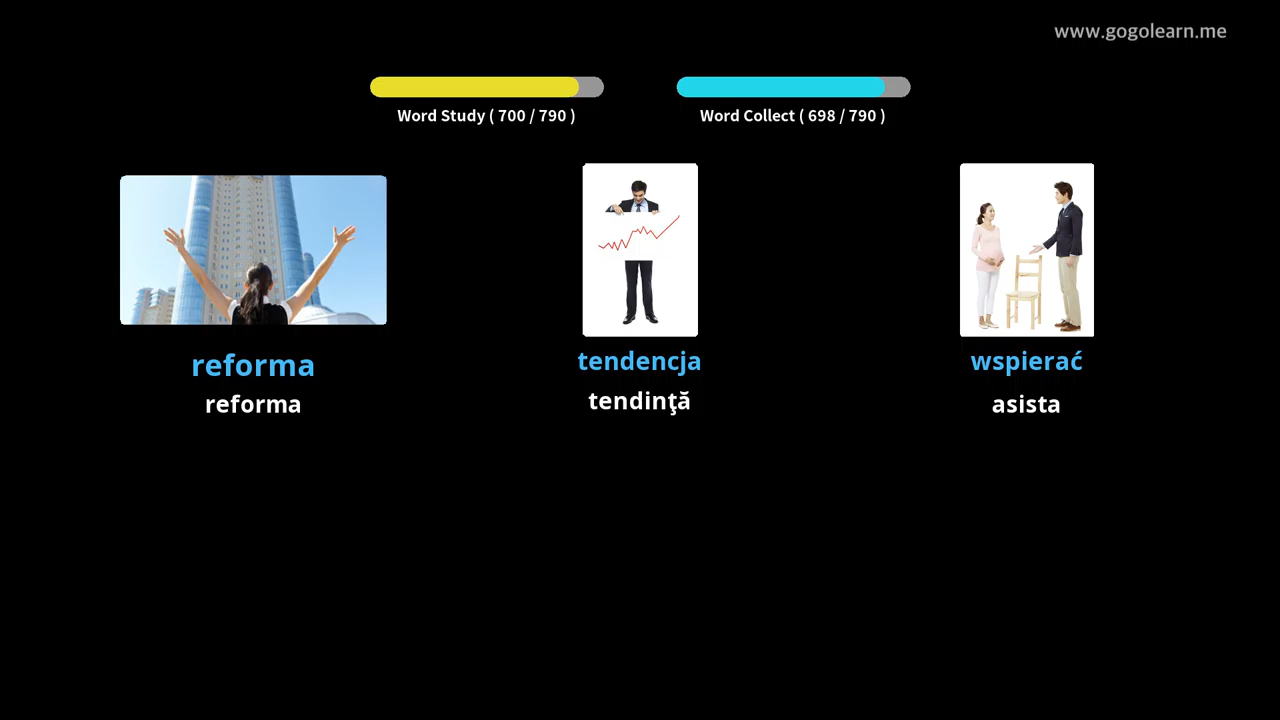 www.gogolearn.me
Word Study ( 700 / 790 )
Word Collect ( 698 / 790 )
reforma
reforma
tendencja
tendinţă
wspierać
asista